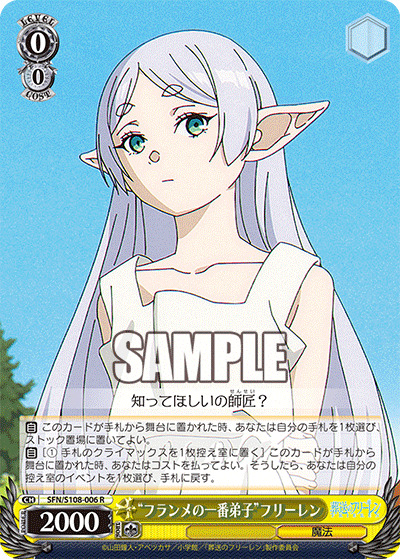 LEVEL
0
0
COST
SAMPLE
知ってほしいの師匠？
せんせい
自 このカードが手札から舞台に置かれた時、あなたは自分の手札を1枚選び、
ストック置場に置いてよい。
自 ［① 手札のクライマックスを1枚控え室に置く］ このカードが手札から
舞台に置かれた時、あなたはコストを払ってよい。そうしたら、あなたは自分の
控え室のイベントを1枚選び、手札に戻す。
CH SFN/S108-006 R
2000
“フランメの一番弟子”フリーレン
葬送のフリーレン
魔法
©山田鐘人・アベツカサ／小学館／「葬送のフリーレン」製作委員会